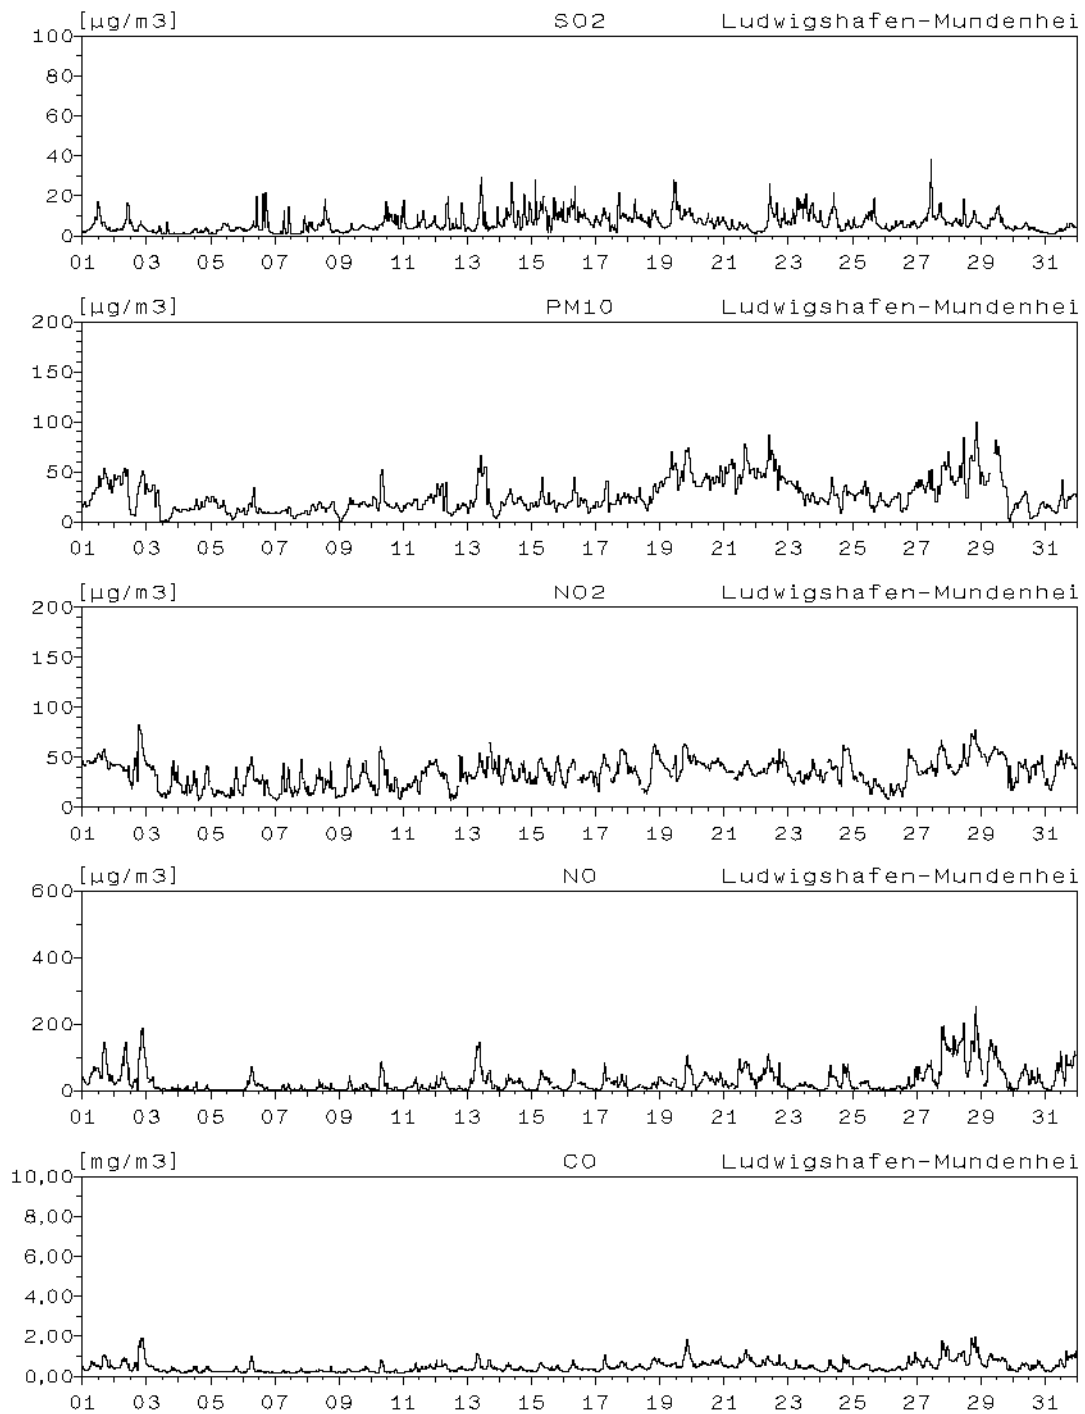 [µg/m3] SO2 Ludwigshafen-Mundenhei
100
80
60
40
20
0
01 03 05 07 09 11 13 15 17 19 21 23 25 27 29 31
[µg/m3] PM10 Ludwigshafen-Mundenhei
200
150
100
50
0
01 03 05 07 09 11 13 15 17 19 21 23 25 27 29 31
[µg/m3] NO2 Ludwigshafen-Mundenhei
200
150
100
50
0
01 03 05 07 09 11 13 15 17 19 21 23 25 27 29 31
[µg/m3] NO Ludwigshafen-Mundenhei
600
400
200
0
01 03 05 07 09 11 13 15 17 19 21 23 25 27 29 31
[mg/m3] CO Ludwigshafen-Mundenhei
10,00
8,00
6,00
4,00
2,00
0,00
01 03 05 07 09 11 13 15 17 19 21 23 25 27 29 31